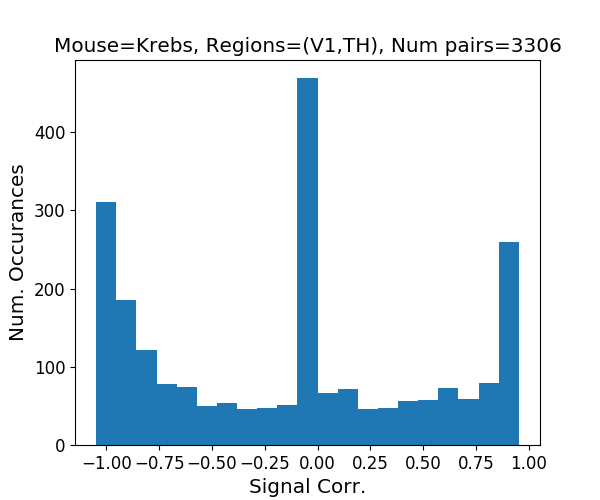 Mouse=Krebs, Regions=(V1,TH), Num pairs=3306
Num. Occurances
400
300
200
100
0
−1.00 −0.75 −0.50 −0.25 0.00 0.25 0.50 0.75 1.00
Signal Corr.